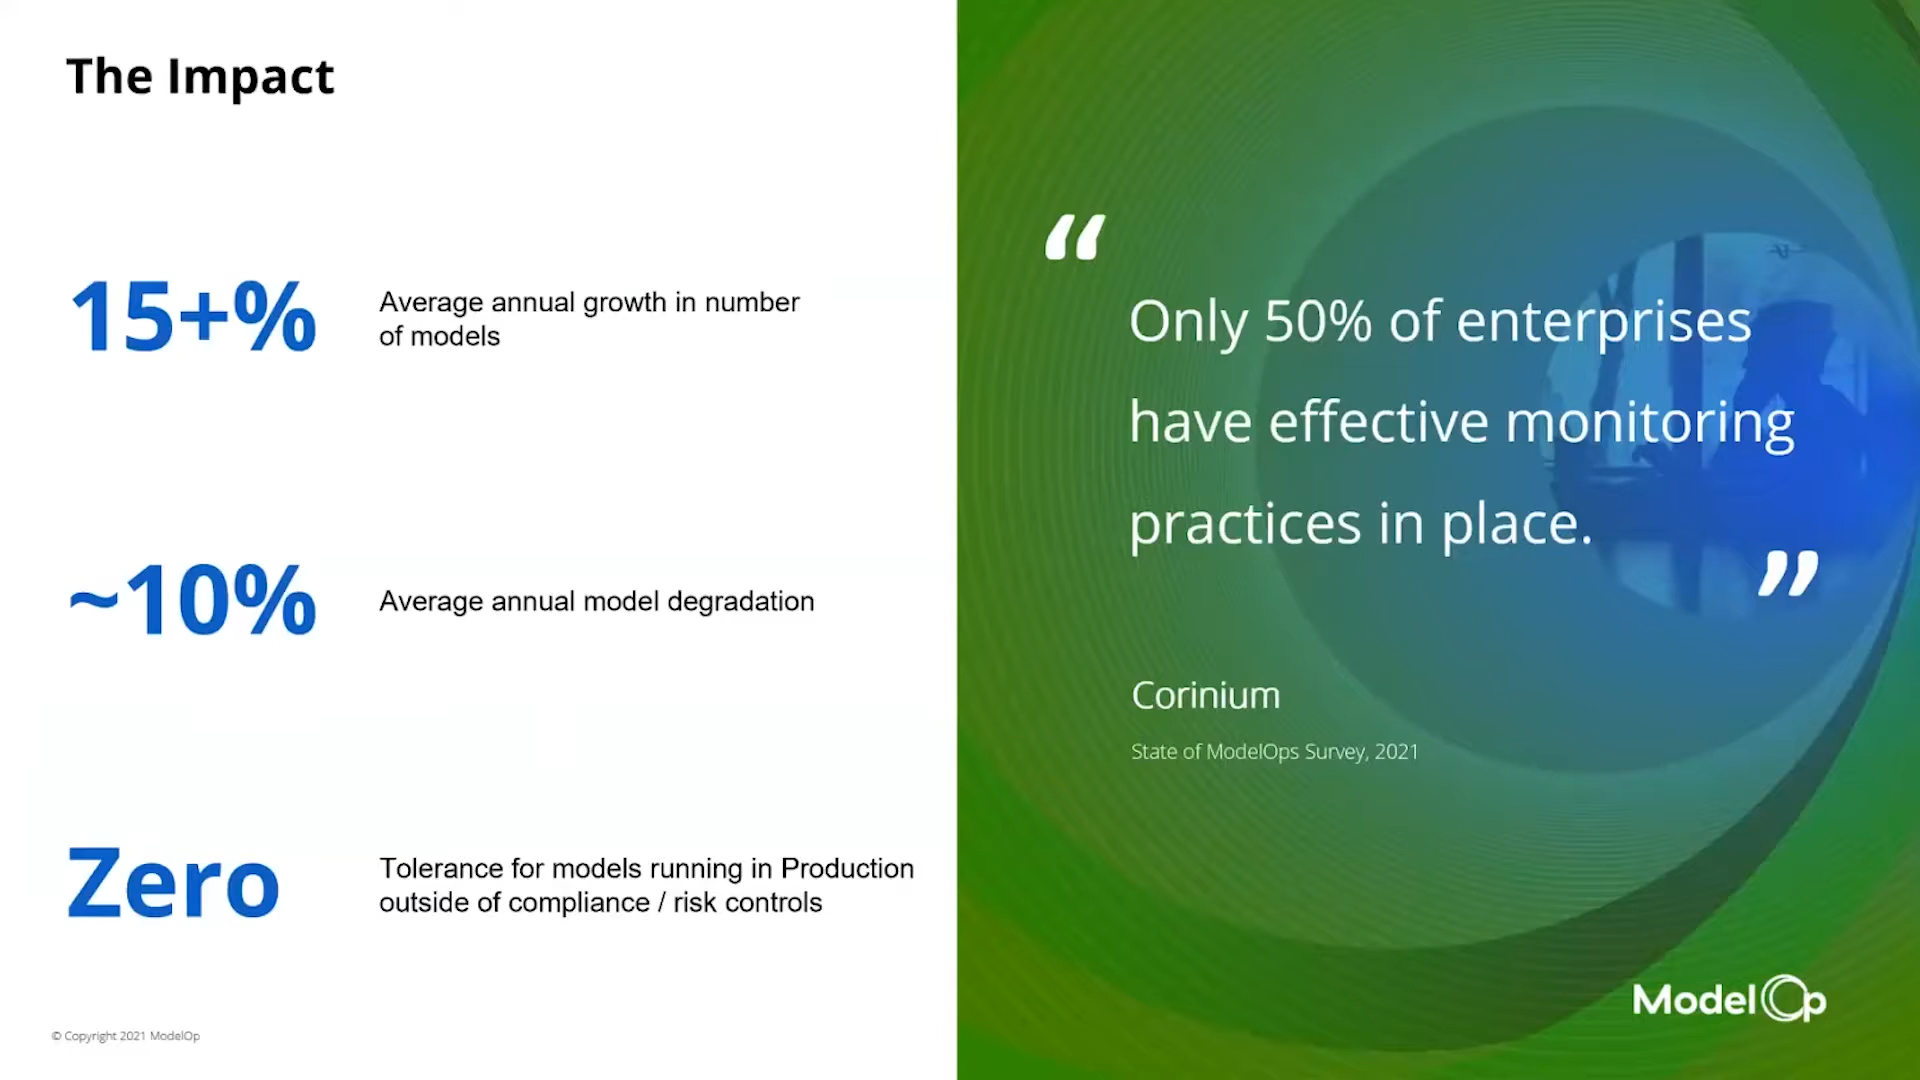 The Impact
15+%
Average annual growth in number
of models
~10%
Average annual model degradation
Zero
Tolerance for models running in Production
outside of compliance / risk controls
© Copyright 2021 ModelOp
“
Only 50% of enterprises
have effective monitoring
practices in place.
”
Corinium
State of ModelOps Survey, 2021
ModelOp